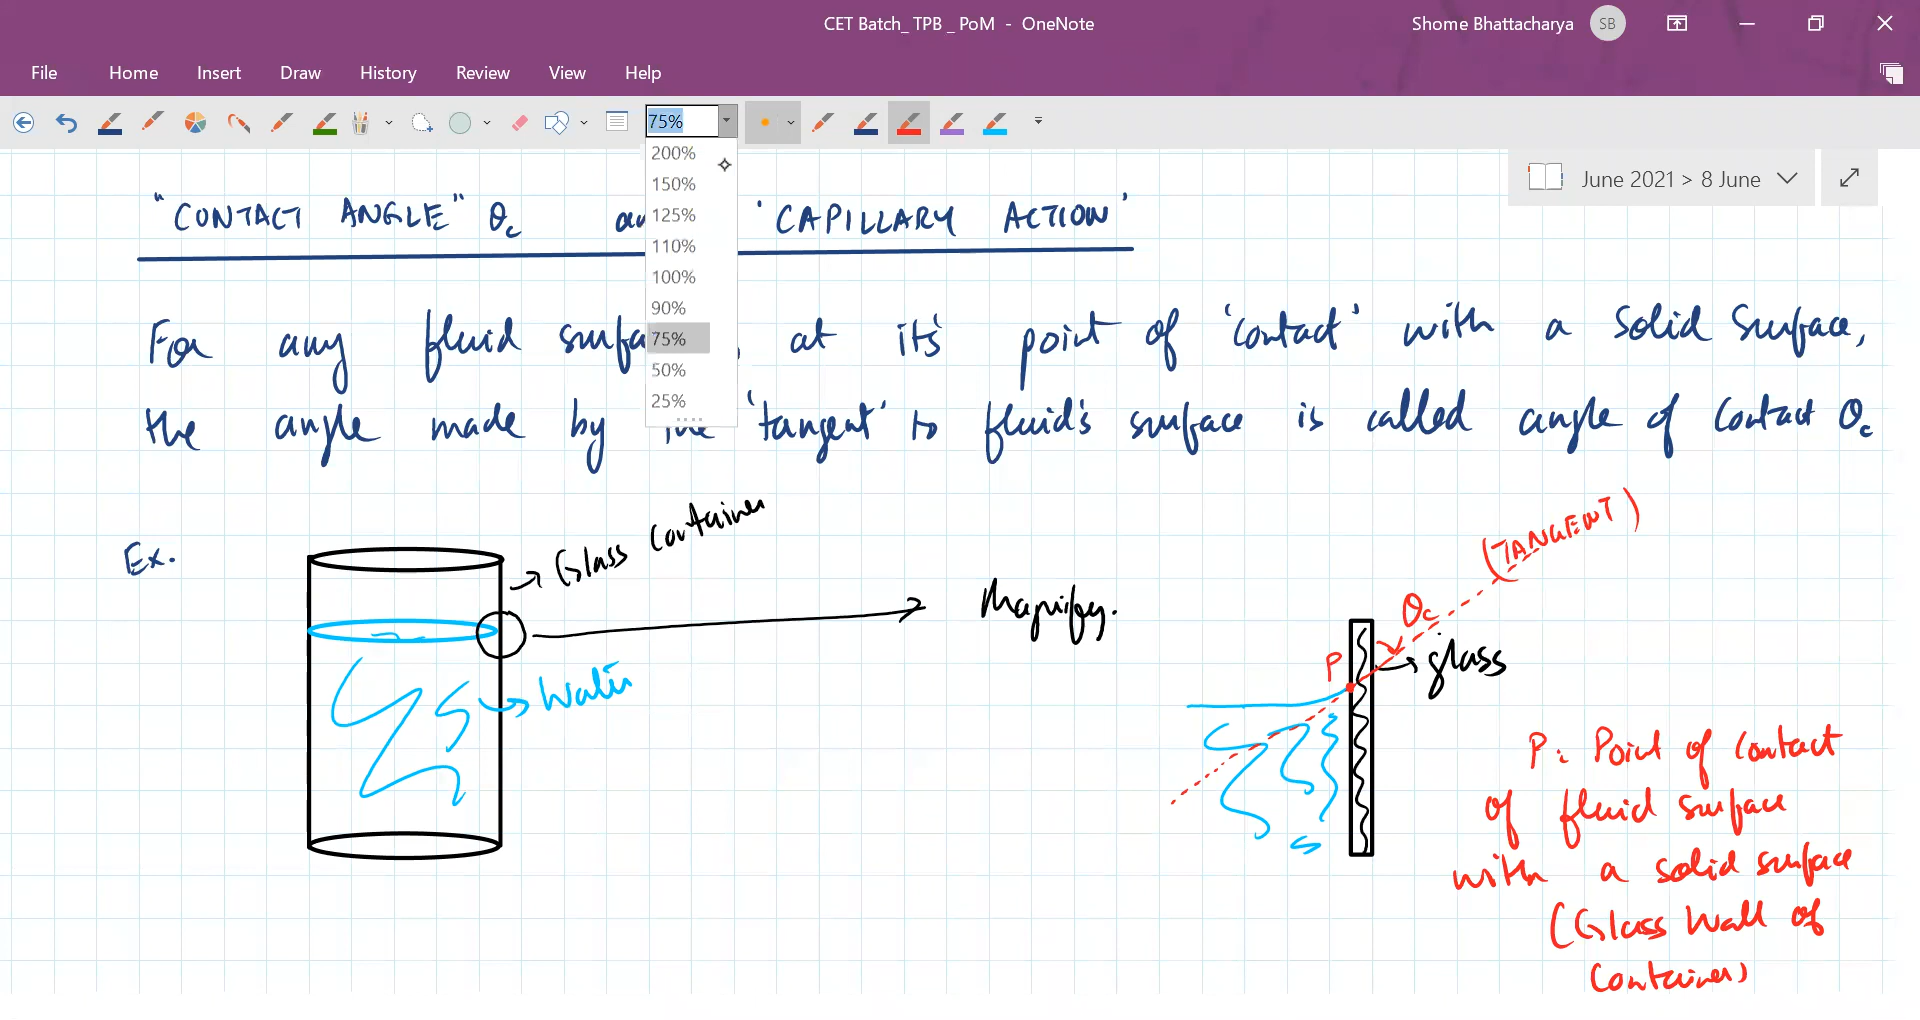 CET Batch_ TPB _ PoM - OneNote
Shome Bhattacharya SB
File Home Insert Draw History Review View Help
75%
200%
150%
125%
110%
100%
90%
75%
50%
25%
June 2021 > 8 June
"CONTACT ANGLE" θc 'CAPILLARY ACTION'
For any fluid at it's point of 'contact' with a solid surface,
the angle made by the 'tangent' to fluid's surface is called angle of contact θc
Ex.
Glass Container
Magnify.
Water
(TANGENT)
θc
P
glass
P: Point of contact
of fluid surface
with a solid surface
(Glass Wall of
Container)